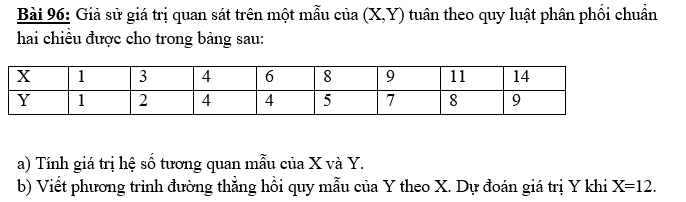 Bài 96: Giả sử giá trị quan sát trên một mẫu của (X,Y) tuân theo quy luật phân phối chuẩn
hai chiều được cho trong bảng sau:
X 1 3 4 6 8 9 11 14
Y 1 2 4 4 5 7 8 9
a) Tính giá trị hệ số tương quan mẫu của X và Y.
b) Viết phương trình đường thẳng hồi quy mẫu của Y theo X. Dự đoán giá trị Y khi X=12.